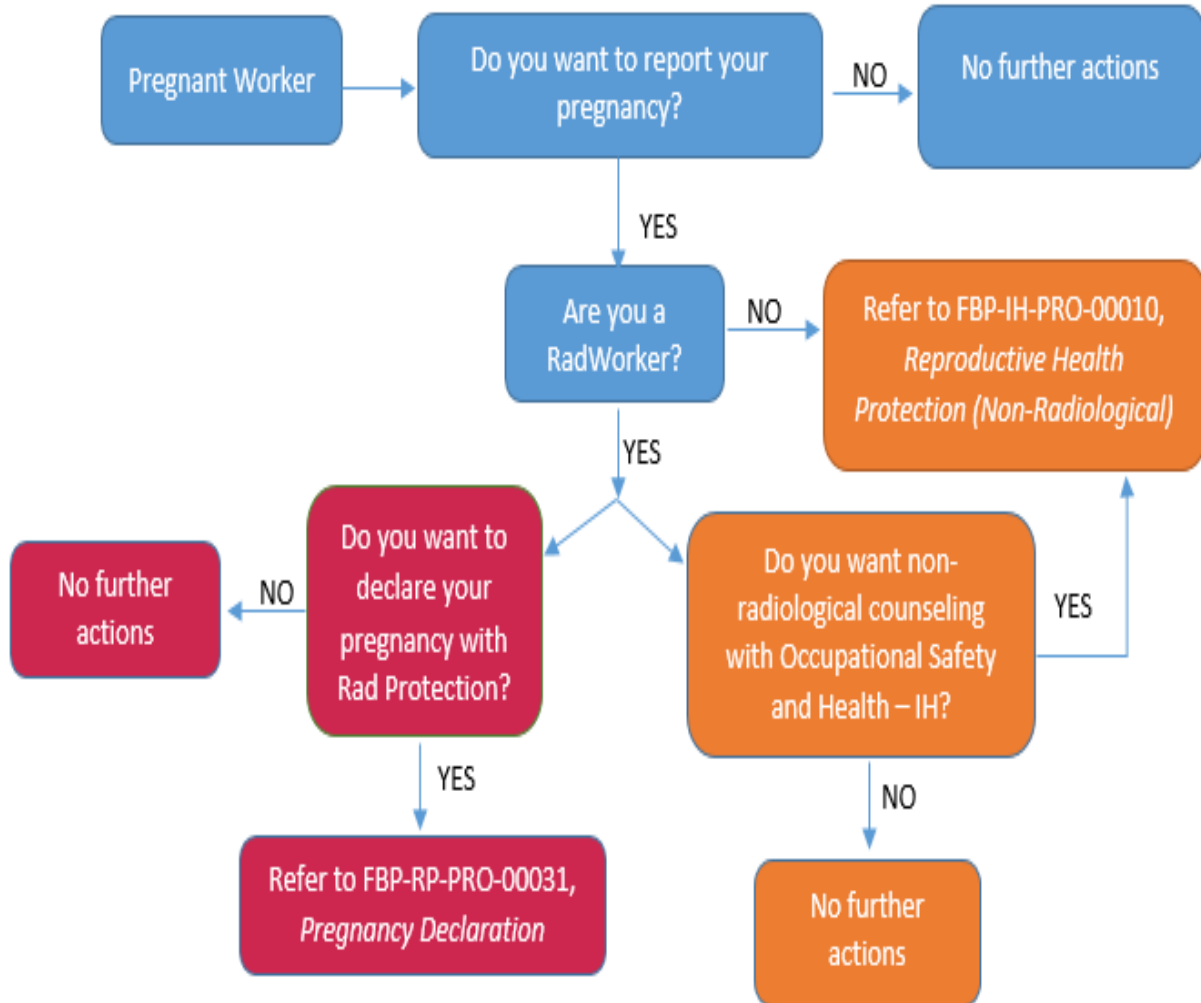 Pregnant Worker
Do you want to report your
pregnancy?
NO
No further actions
YES
Are you a
RadWorker?
NO
Refer to FBP-IH-PRO-00010,
Reproductive Health
Protection (Non-Radiological)
YES
Do you want to
declare your
pregnancy with
Rad Protection?
NO
No further
actions
YES
Refer to FBP-RP-PRO-00031,
Pregnancy Declaration
Do you want non-
radiological counseling
with Occupational Safety
and Health – IH?
YES
NO
No further
actions